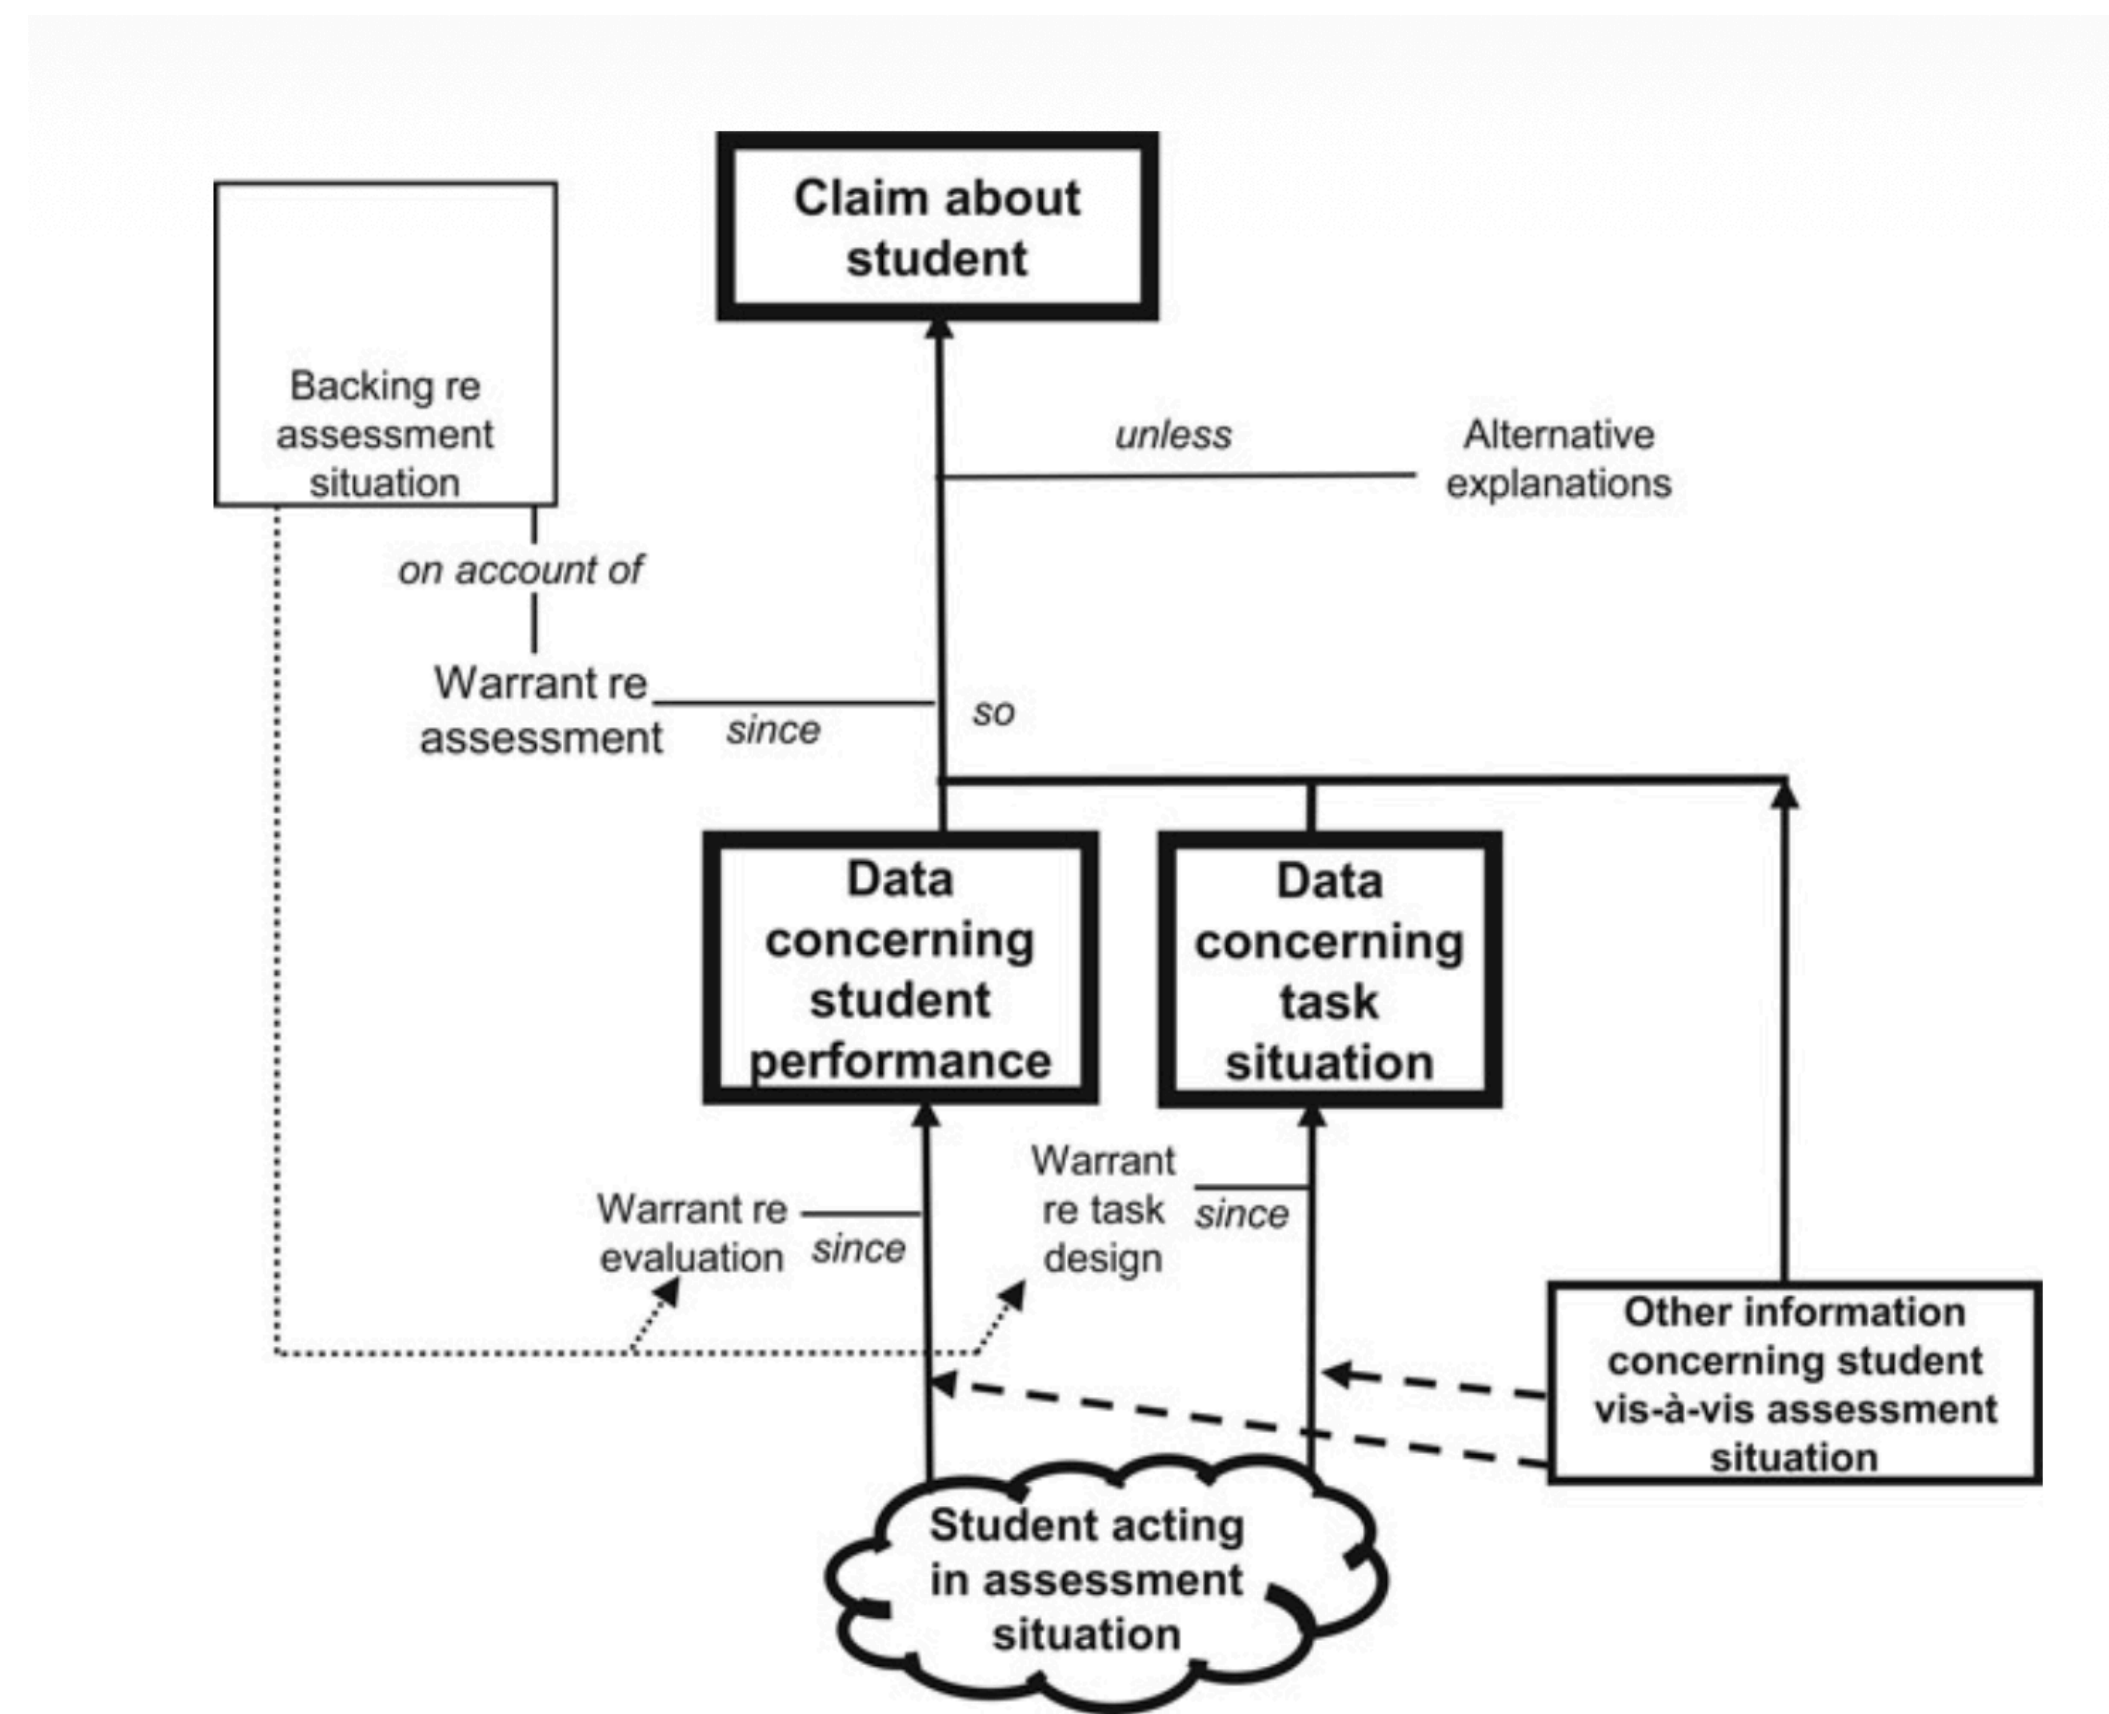 Claim about
student
Backing re
assessment
situation
unless
Alternative
explanations
on account of
Warrant re
assessment
since
so
Data
concerning
student
performance
Data
concerning
task
situation
Warrant re
evaluation
since
Warrant
re task
design
since
Other information
concerning student
vis-à-vis assessment
situation
Student acting
in assessment
situation